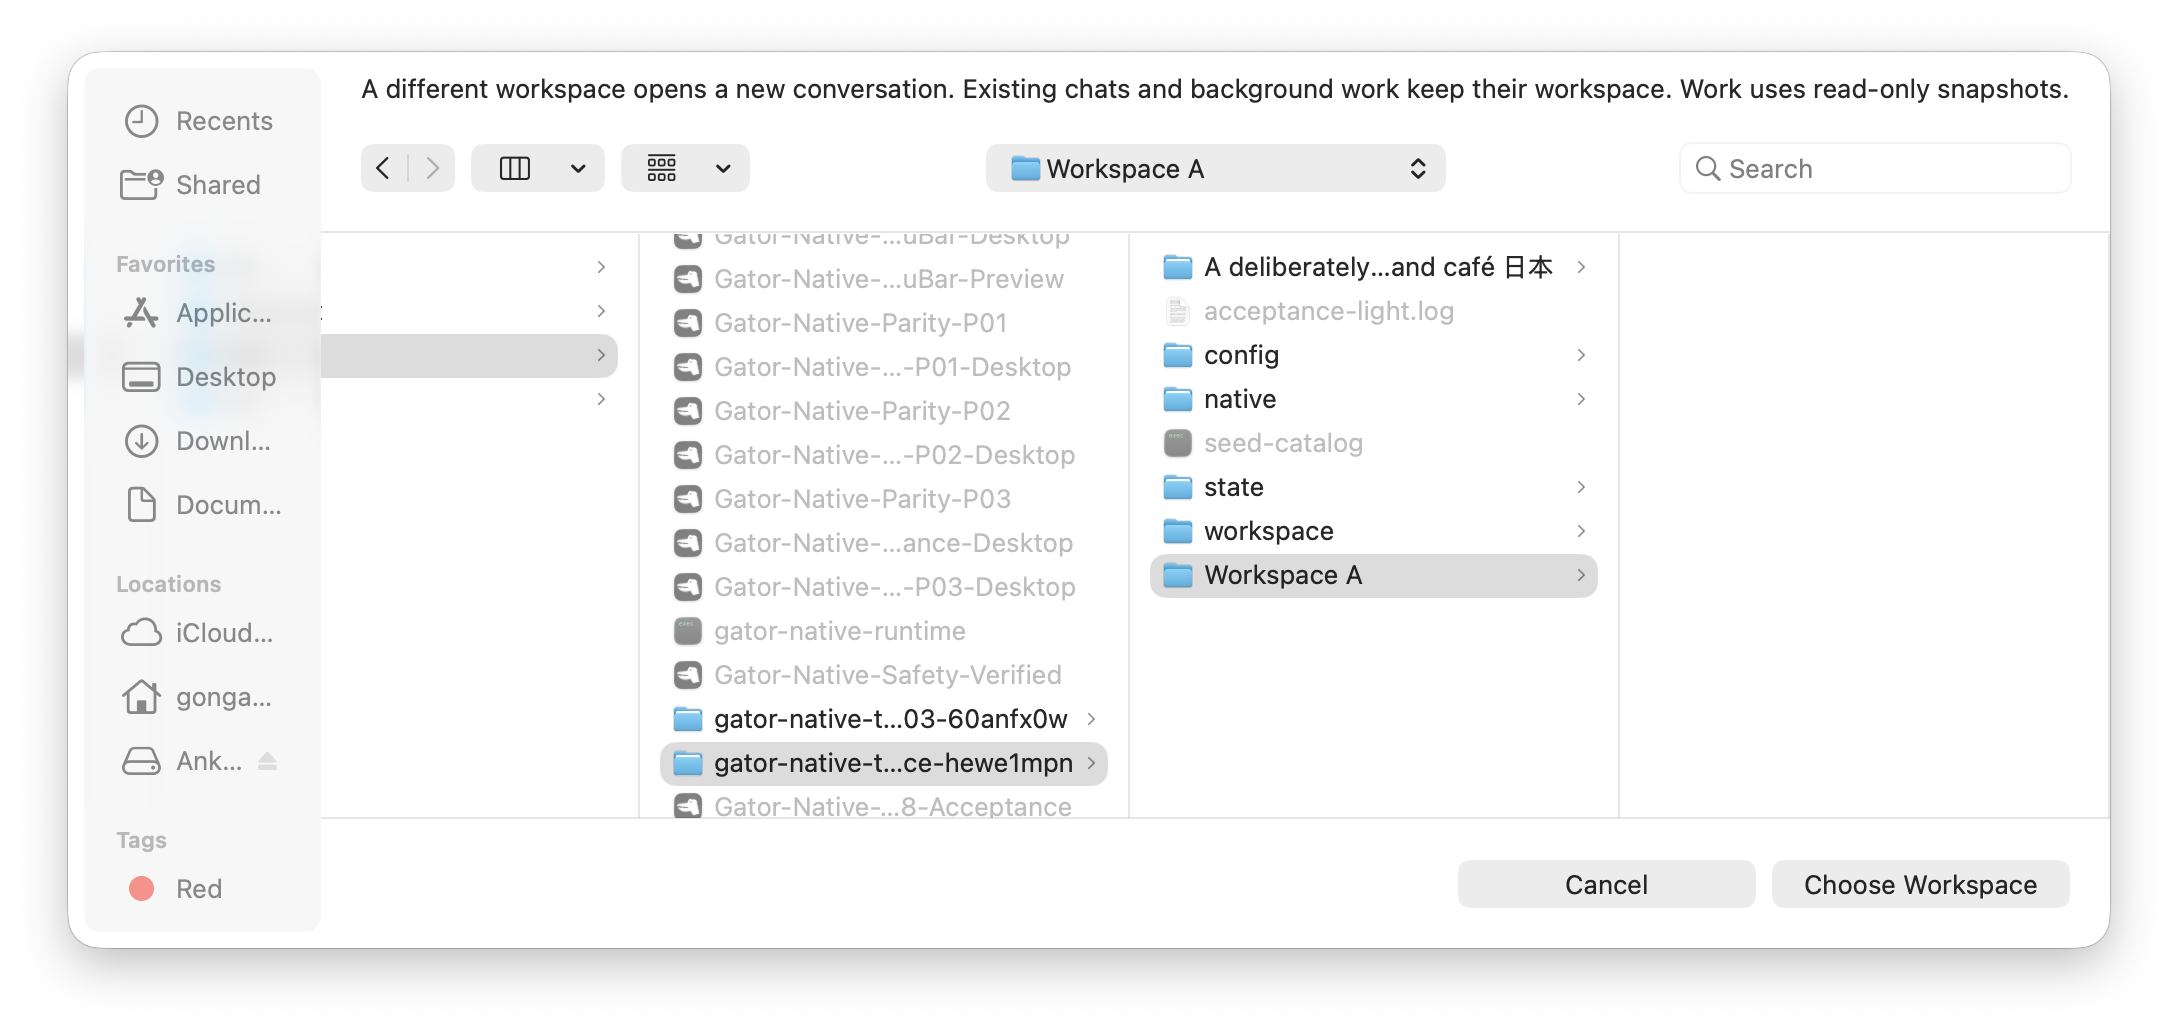 A different workspace opens a new conversation. Existing chats and background work keep their workspace. Work uses read-only snapshots.
Workspace A
Search
Recents
Shared
Favorites
Applic...
Desktop
Downl...
Docum...
Locations
iCloud...
gonga...
Ank...
Tags
Red
Gator-Native-...uBar-Desktop
Gator-Native-...uBar-Preview
Gator-Native-Parity-P01
Gator-Native-...-P01-Desktop
Gator-Native-Parity-P02
Gator-Native-...-P02-Desktop
Gator-Native-Parity-P03
Gator-Native-...ance-Desktop
Gator-Native-...-P03-Desktop
gator-native-runtime
Gator-Native-Safety-Verified
gator-native-t...03-60anfx0w
gator-native-t...ce-hewe1mpn
Gator-Native-...8-Acceptance
A deliberately...and café 日本
acceptance-light.log
config
native
seed-catalog
state
workspace
Workspace A
Cancel
Choose Workspace